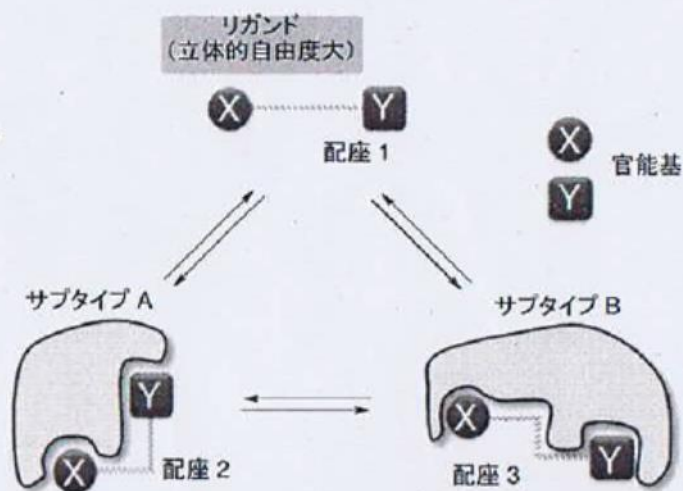 リガンド
(立体的自由度大)
X
Y
配座 1
X
官能基
Y
サブタイプ A
サブタイプ B
Y
X
配座 2
X
Y
配座 3